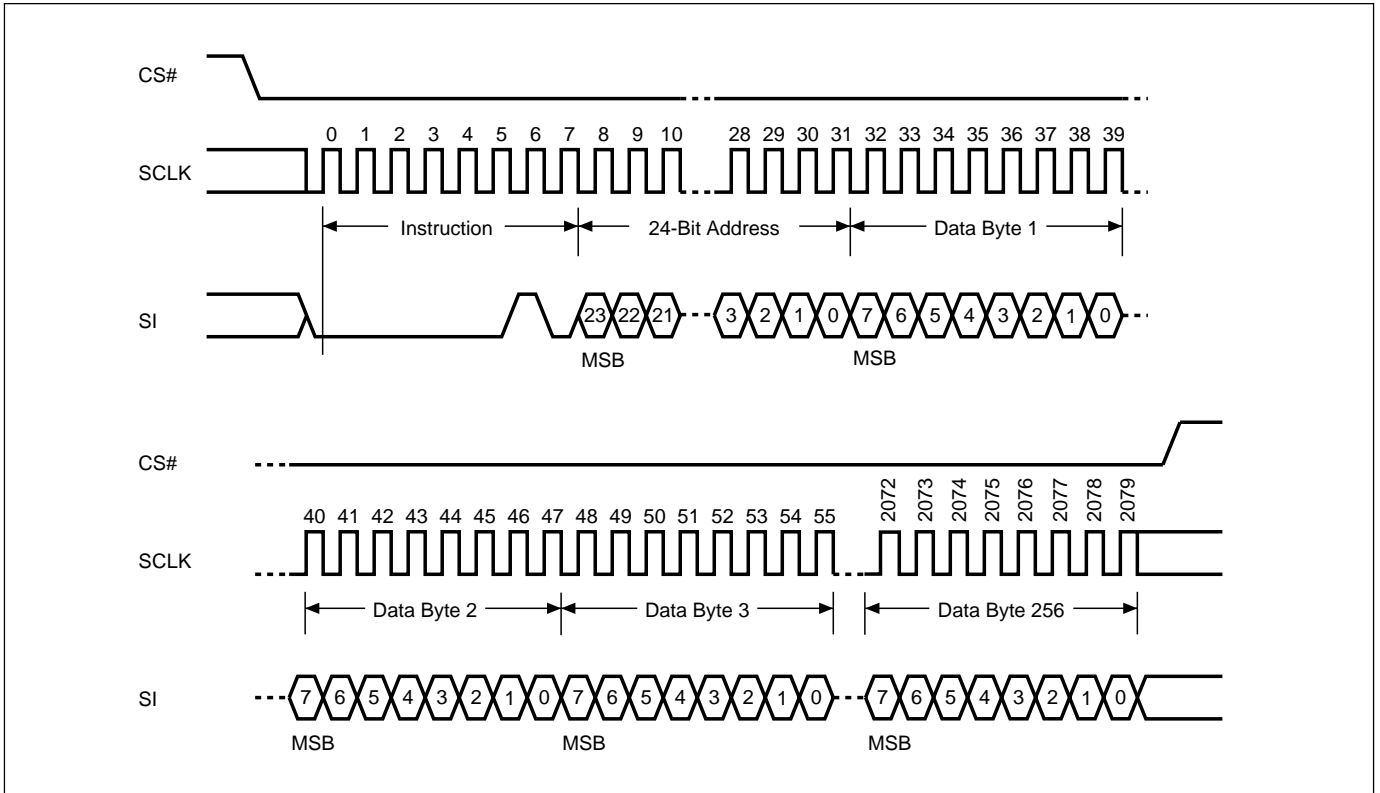 CS#
0 1 2 3 4 5 6 7 8 9 10 28 29 30 31 32 33 34 35 36 37 38 39
SCLK
Instruction 24-Bit Address Data Byte 1
SI 23 22 21 3 2 1 0 7 6 5 4 3 2 1 0
MSB MSB
CS#
2072 2073 2074 2075 2076 2077 2078 2079
40 41 42 43 44 45 46 47 48 49 50 51 52 53 54 55
SCLK
Data Byte 2 Data Byte 3 Data Byte 256
SI 7 6 5 4 3 2 1 0 7 6 5 4 3 2 1 0 7 6 5 4 3 2 1 0
MSB MSB MSB